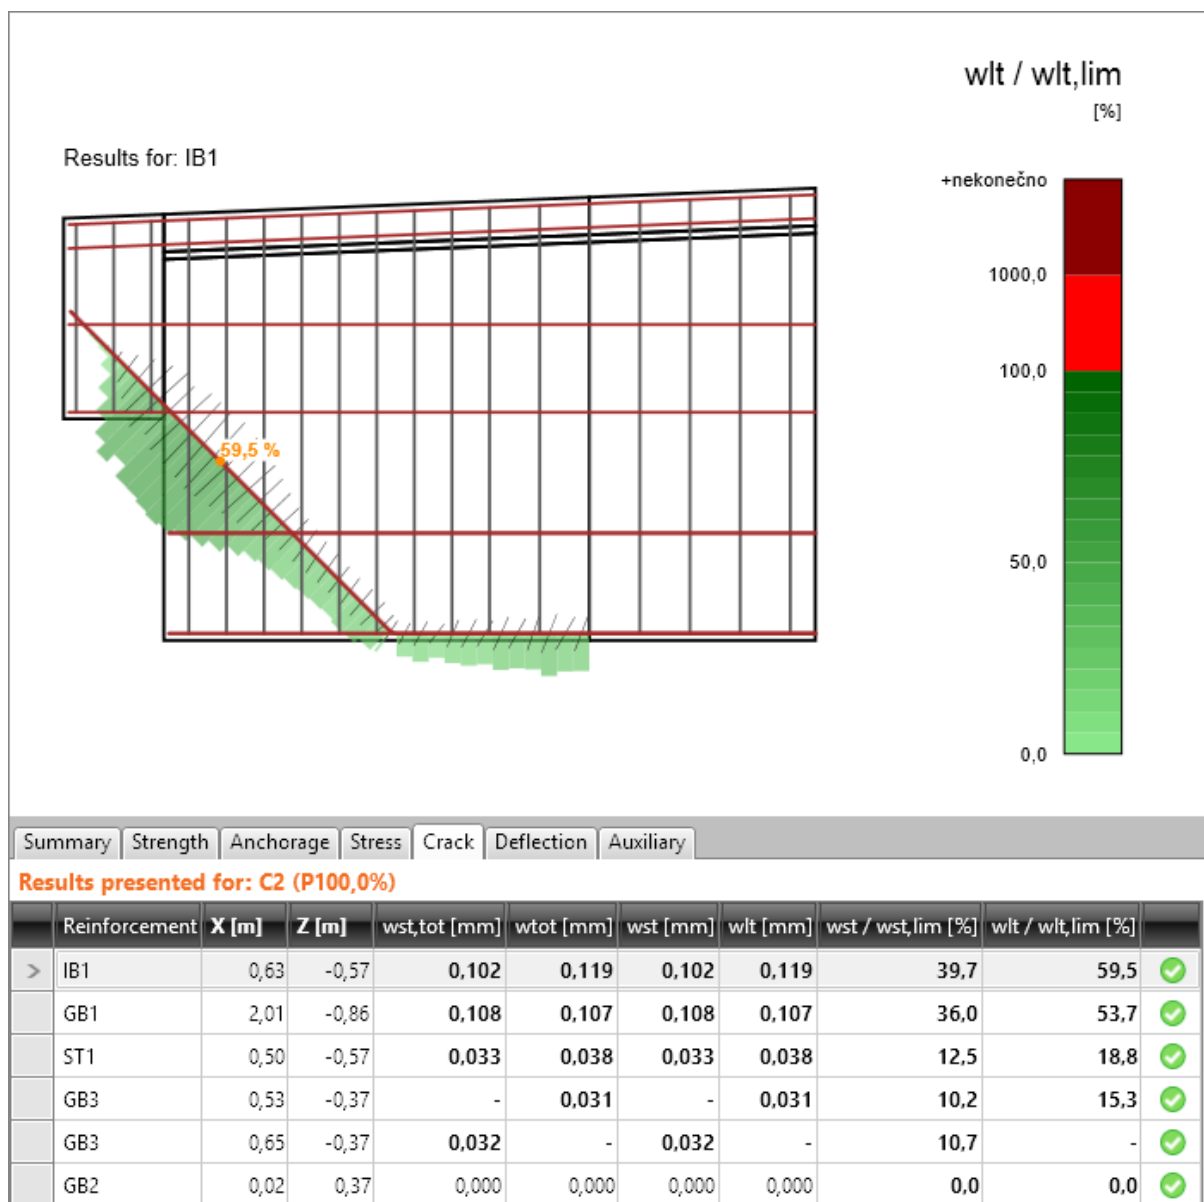 wlt / wlt,lim
[%]
Results for: IB1
+nekonečno
1000,0
100,0
59,5 %
50,0
0,0
Summary Strength Anchorage Stress Crack Deflection Auxiliary
Results presented for: C2 (P100,0%)
Reinforcement X [m] Z [m] wst,tot [mm] wtot [mm] wst [mm] wlt [mm] wst / wst,lim [%] wlt / wlt,lim [%]
> IB1 0,63 -0,57 0,102 0,119 0,102 0,119 39,7 59,5
GB1 2,01 -0,86 0,108 0,107 0,108 0,107 36,0 53,7
ST1 0,50 -0,57 0,033 0,038 0,033 0,038 12,5 18,8
GB3 0,53 -0,37 - 0,031 - 0,031 10,2 15,3
GB3 0,65 -0,37 0,032 - 0,032 - 10,7 -
GB2 0,02 0,37 0,000 0,000 0,000 0,000 0,0 0,0